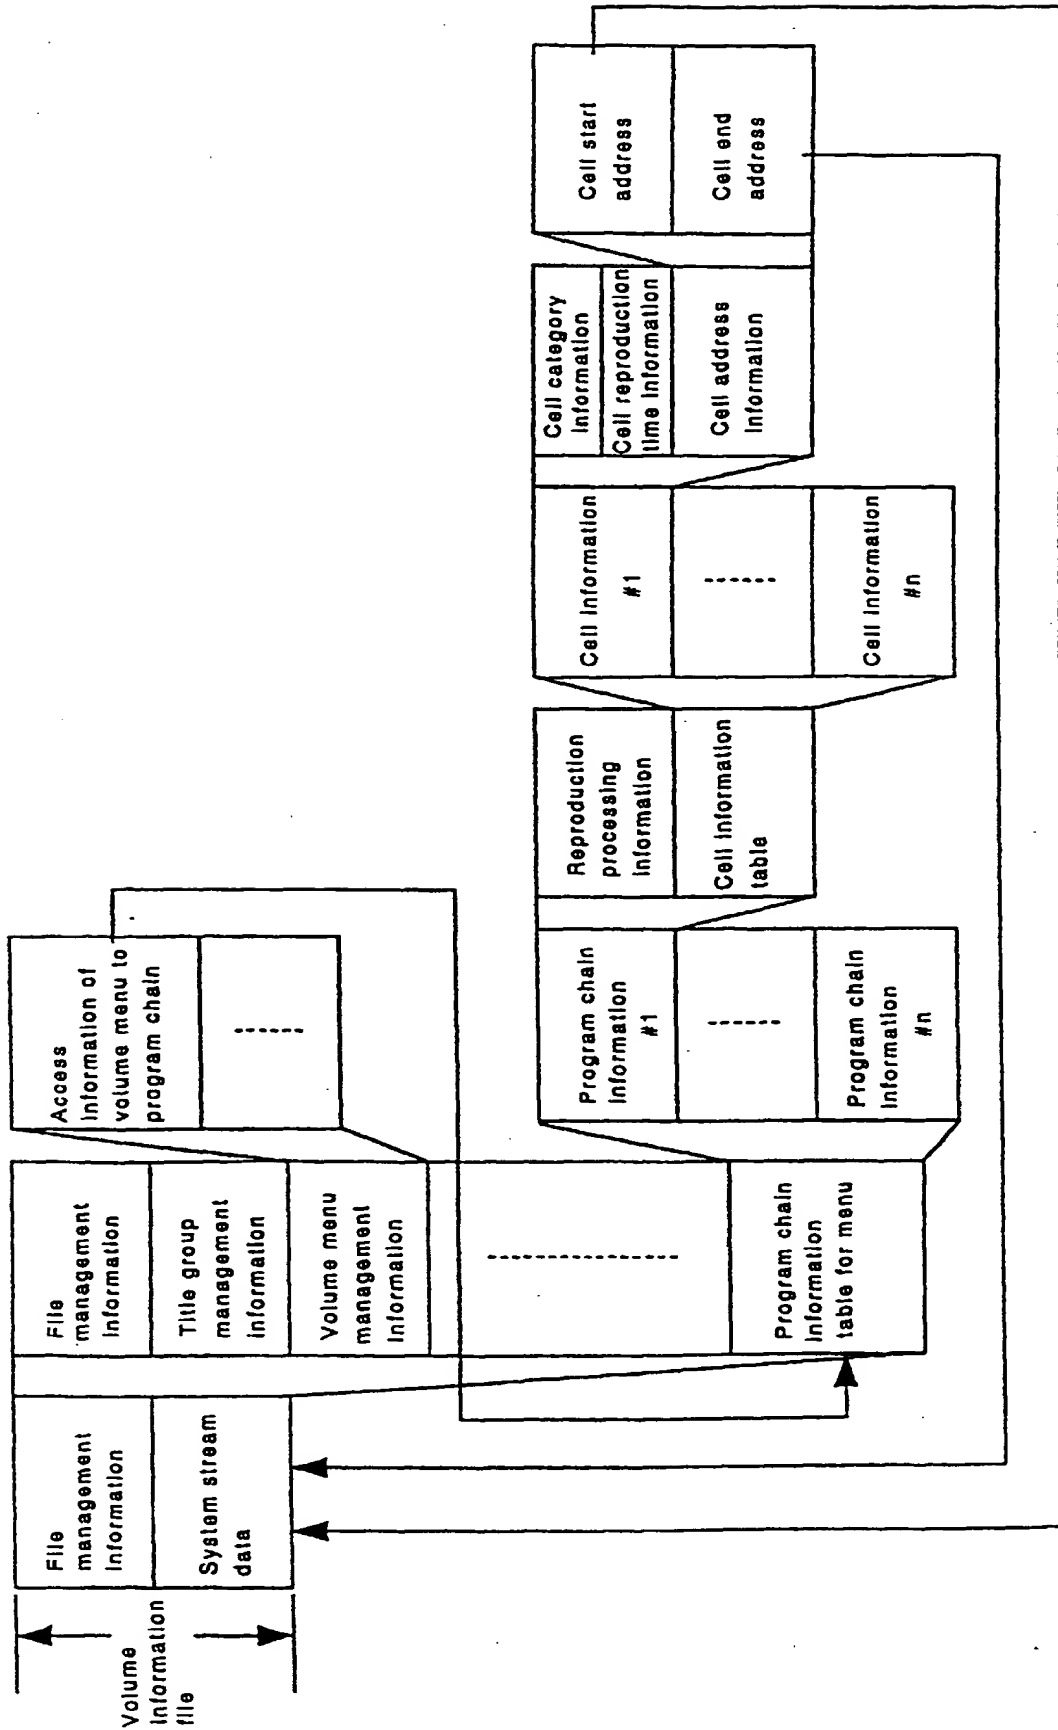 Volume
Information
file
File
management
Information
System stream
data
File
management
Information
Title group
management
Information
Volume menu
management
Information
Program chain
Information
table for menu
Access
Information of
volume menu to
program chain
Program chain
Information
#1
Program chain
Information
#n
Reproduction
processing
Information
Cell Information
table
Cell Information
#1
Cell Information
#n
Cell category
Information
Cell reproduction
time Information
Cell address
Information
Cell start
address
Cell end
address